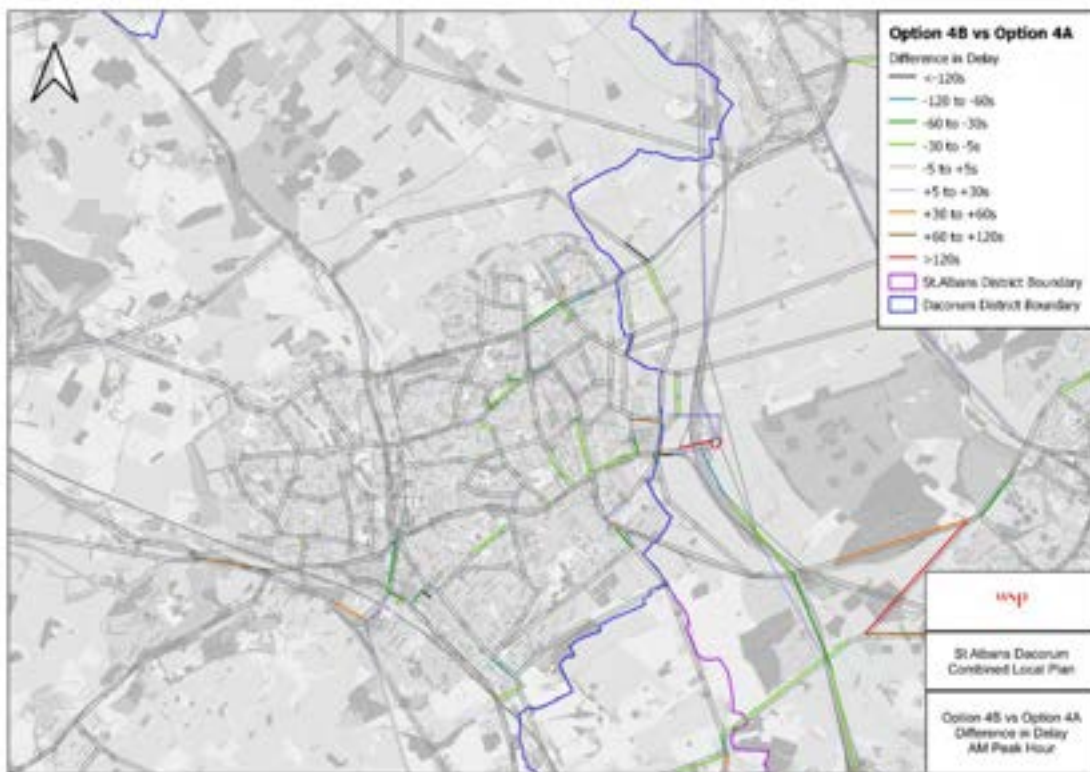 Option 4B vs Option 4A
Difference in Delay
<-120s
-120 to -60s
-60 to -30s
-30 to -5s
-5 to +5s
+5 to +30s
+30 to +60s
+60 to +120s
>120s
St.Albans District Boundary
Dacorum District Boundary
wsp
St Albans Dacorum
Combined Local Plan
Option 4B vs Option 4A
Difference in Delay
AM Peak Hour